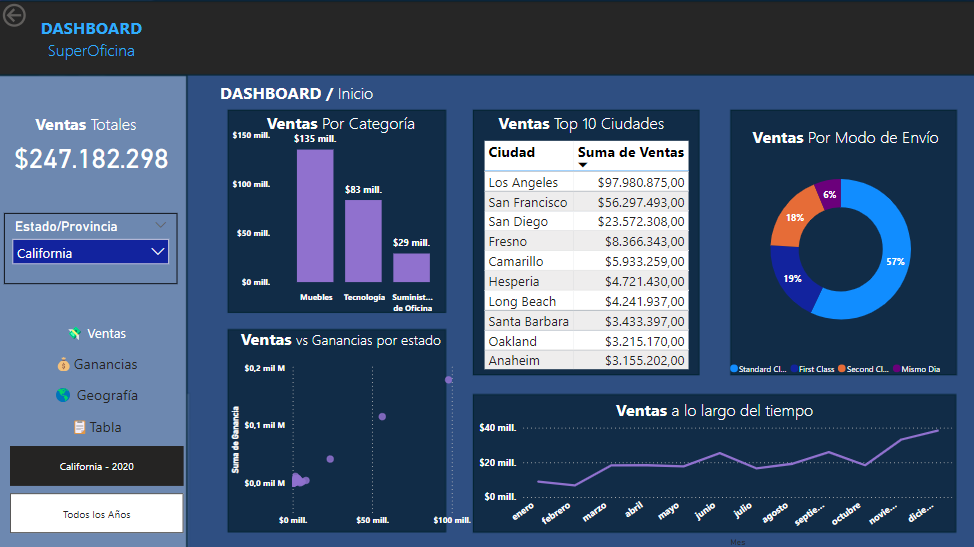 DASHBOARD
SuperOficina
Ventas Totales
$247.182.298
Estado/Provincia
California
💸 Ventas
💰 Ganancias
🌎 Geografía
📋 Tabla
California - 2020
Todos los Años
DASHBOARD / Inicio
Ventas Por Categoría
$150 mill.
$100 mill.
$50 mill.
$0 mill.
$135 mill.
$83 mill.
$29 mill.
Muebles
Tecnología
Suminist...
de Oficina
Ventas Top 10 Ciudades
Ciudad Suma de Ventas
Los Angeles $97.980.875,00
San Francisco $56.297.493,00
San Diego $23.572.308,00
Fresno $8.366.343,00
Camarillo $5.933.259,00
Hesperia $4.721.430,00
Long Beach $4.241.937,00
Santa Barbara $3.433.397,00
Oakland $3.215.170,00
Anaheim $3.155.202,00
Ventas Por Modo de Envío
6%
18%
19%
57%
Standard Cl... First Class Second Cl... Mismo Dia
Ventas vs Ganancias por estado
Suma de Ganancia
$0,2 mil M
$0,1 mil M
$0,0 mil M
$0 mill. $50 mill. $100 mill.
Ventas a lo largo del tiempo
$40 mill.
$20 mill.
$0 mill.
enero febrero marzo abril mayo junio julio agosto septie... octubre novie... dicie...
Mes